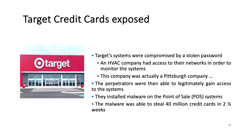 Target Credit Cards exposed
• Target's systems were compromised by a stolen password
• An HVAC company had access to their networks in order to
monitor the systems
• This company was actually a Pittsburgh company ...
• The perpetrators were then able to legitimately gain access
to the systems
• They installed malware on the Point of Sale (POS) systems
• The malware was able to steal 40 million credit cards in 2 ½
weeks
target